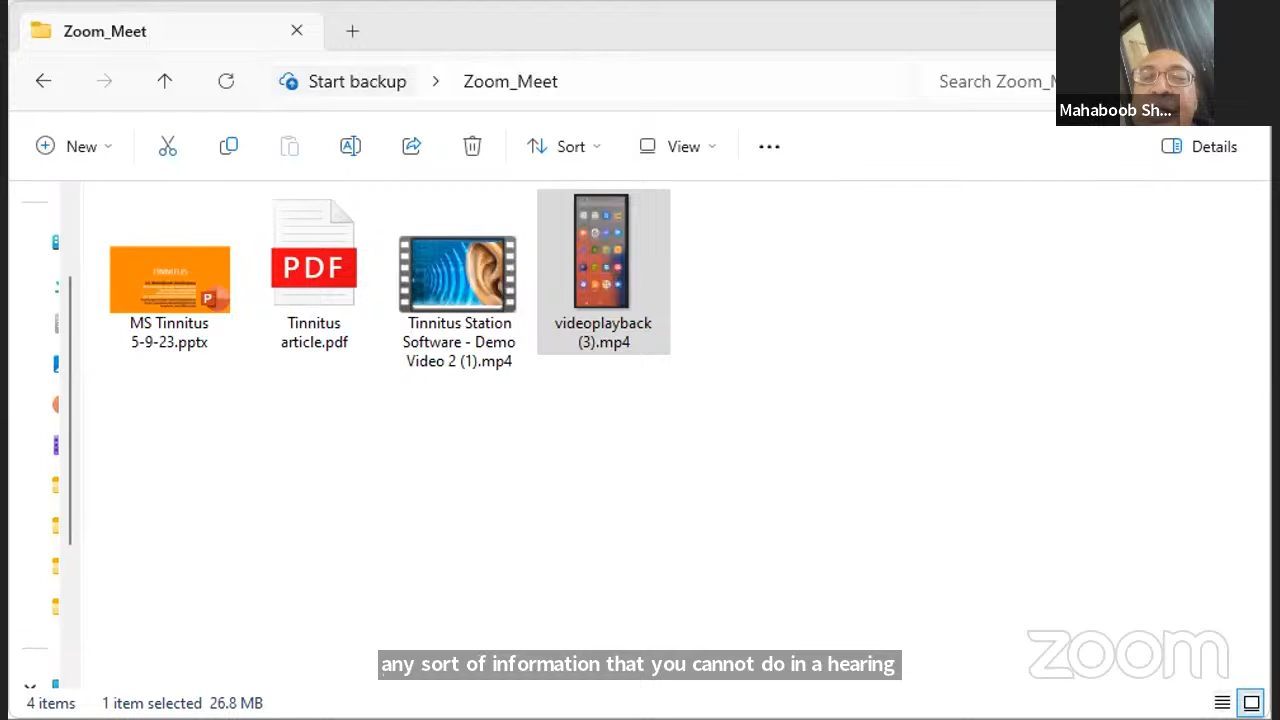 Zoom_Meet
Start backup
Zoom_Meet
Search Zoom_M
Mahaboob Sh...
New
Sort
View
Details
TINNITUS
P
MS Tinnitus
5-9-23.pptx
PDF
Tinnitus
article.pdf
Tinnitus Station
Software - Demo
Video 2 (1).mp4
videoplayback
(3).mp4
any sort of information that you cannot do in a hearing
zoom
4 items
1 item selected 26.8 MB